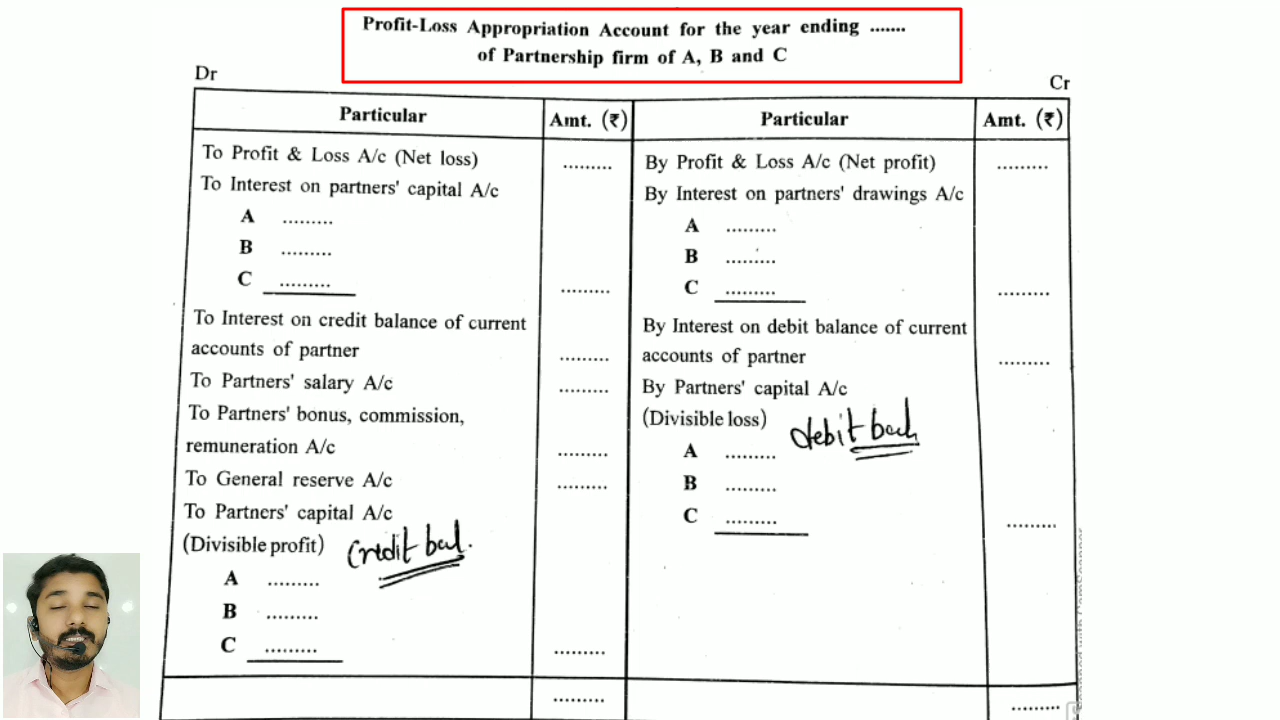 Profit-Loss Appropriation Account for the year ending .......
of Partnership firm of A, B and C
Dr
Cr
Particular
Amt. (₹)
Particular
Amt. (₹)
To Profit & Loss A/c (Net loss) .........
To Interest on partners' capital A/c
A .........
B .........
C ......... .........
To Interest on credit balance of current
accounts of partner .........
To Partners' salary A/c .........
To Partners' bonus, commission,
remuneration A/c .........
To General reserve A/c .........
To Partners' capital A/c
(Divisible profit) Credit bal.
A .........
B .........
C ......... .........
.........
By Profit & Loss A/c (Net profit) .........
By Interest on partners' drawings A/c
A .........
B .........
C ......... .........
By Interest on debit balance of current
accounts of partner .........
By Partners' capital A/c
(Divisible loss) debit bal.
A .........
B .........
C ......... .........
.........